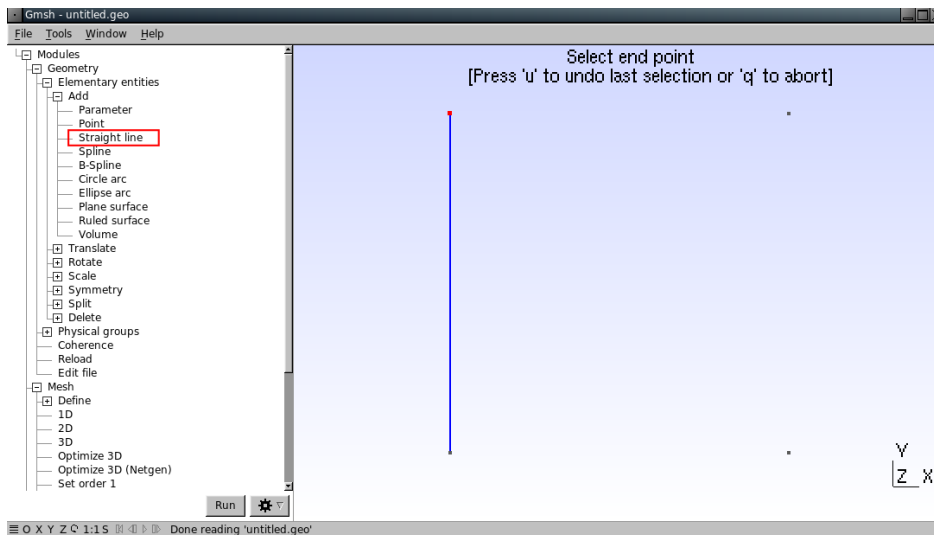 Gmsh - untitled.geo
File Tools Window Help
Modules
Geometry
Elementary entities
Add
Parameter
Point
Straight line
Spline
B-Spline
Circle arc
Ellipse arc
Plane surface
Ruled surface
Volume
Translate
Rotate
Scale
Symmetry
Split
Delete
Physical groups
Coherence
Reload
Edit file
Mesh
Define
1D
2D
3D
Optimize 3D
Optimize 3D (Netgen)
Set order 1
Run
Select end point
[Press 'u' to undo last selection or 'q' to abort]
Y
Z X
O X Y Z 1:1 S Done reading 'untitled.geo'